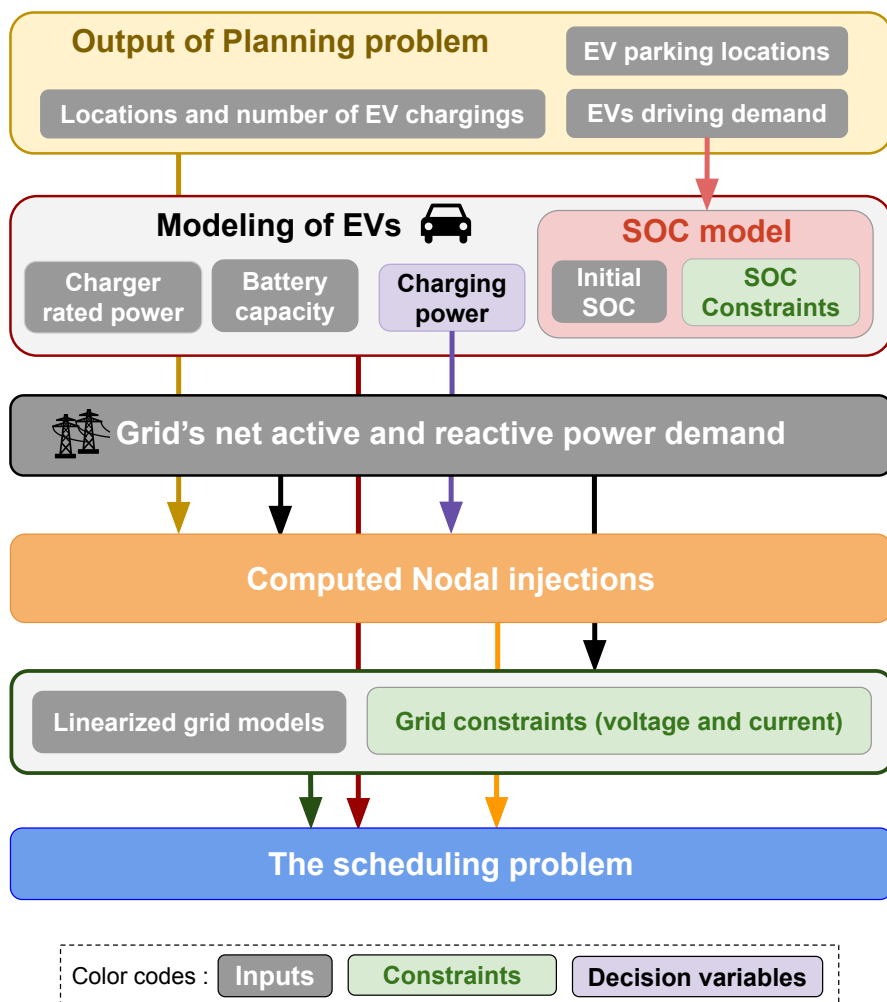 Output of Planning problem
EV parking locations
Locations and number of EV chargings
EVs driving demand
Modeling of EVs
SOC model
Charger
rated power
Battery
capacity
Charging
power
Initial
SOC
SOC
Constraints
Grid's net active and reactive power demand
Computed Nodal injections
Linearized grid models
Grid constraints (voltage and current)
The scheduling problem
Color codes :
Inputs
Constraints
Decision variables